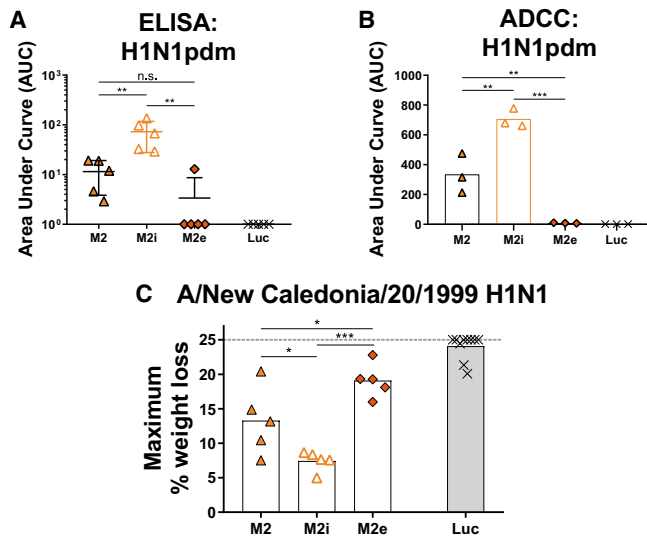 A
ELISA:
H1N1pdm
Area Under Curve (AUC)
10³
10²
10¹
10⁰
n.s.
**
**
M2
M2i
M2e
Luc
B
ADCC:
H1N1pdm
Area Under Curve (AUC)
1000
800
600
400
200
0
**
**
***
M2
M2i
M2e
Luc
C A/New Caledonia/20/1999 H1N1
Maximum
% weight loss
25
20
15
10
5
0
*
***
*
M2
M2i
M2e
Luc